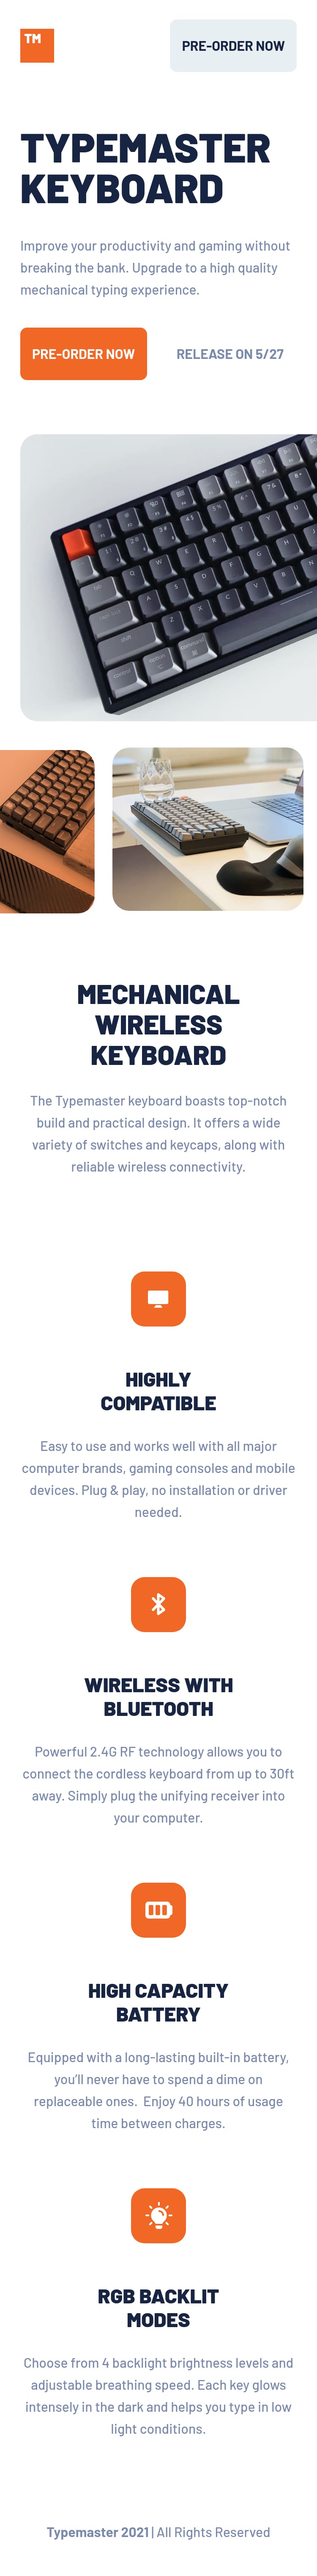 TM
PRE-ORDER NOW
TYPEMASTER
KEYBOARD
Improve your productivity and gaming without
breaking the bank. Upgrade to a high quality
mechanical typing experience.
PRE-ORDER NOW
RELEASE ON 5/27
MECHANICAL
WIRELESS
KEYBOARD
The Typemaster keyboard boasts top-notch
build and practical design. It offers a wide
variety of switches and keycaps, along with
reliable wireless connectivity.
HIGHLY
COMPATIBLE
Easy to use and works well with all major
computer brands, gaming consoles and mobile
devices. Plug & play, no installation or driver
needed.
WIRELESS WITH
BLUETOOTH
Powerful 2.4G RF technology allows you to
connect the cordless keyboard from up to 30ft
away. Simply plug the unifying receiver into
your computer.
HIGH CAPACITY
BATTERY
Equipped with a long-lasting built-in battery,
you’ll never have to spend a dime on
replaceable ones.  Enjoy 40 hours of usage
time between charges.
RGB BACKLIT
MODES
Choose from 4 backlight brightness levels and
adjustable breathing speed. Each key glows
intensely in the dark and helps you type in low
light conditions.
Typemaster 2021 | All Rights Reserved